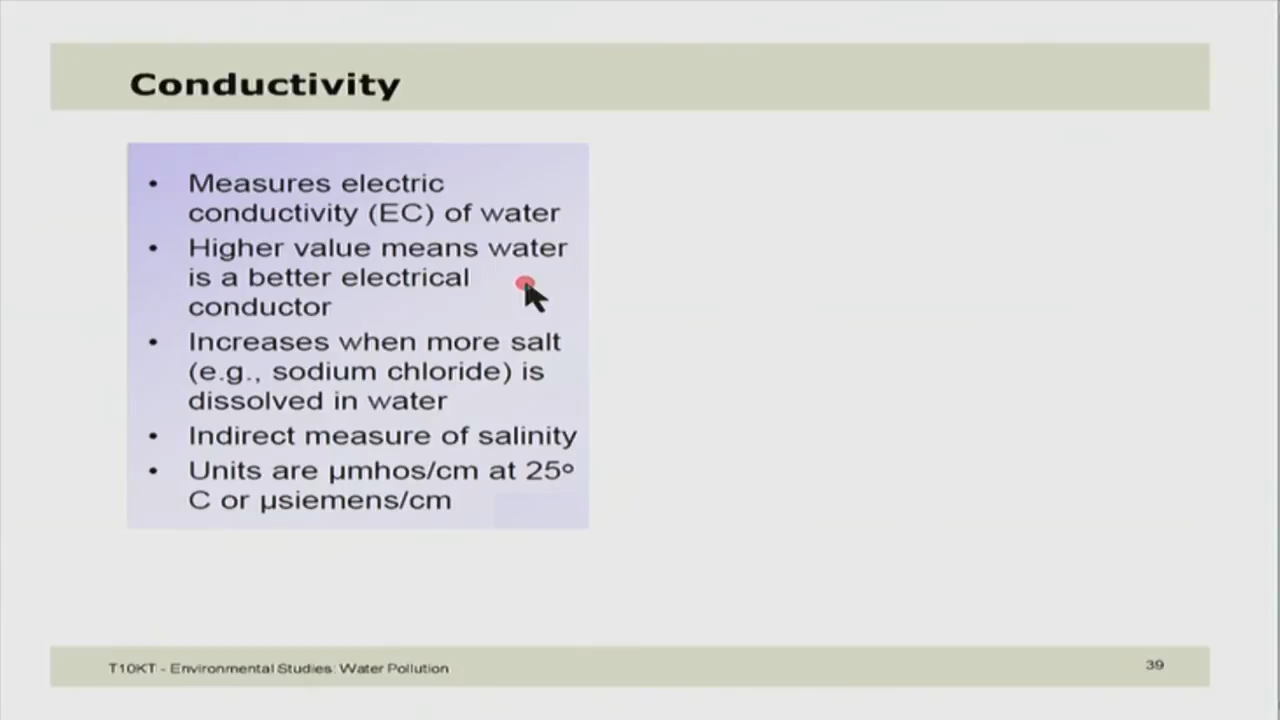 Conductivity
• Measures electric
conductivity (EC) of water
• Higher value means water
is a better electrical
conductor
• Increases when more salt
(e.g., sodium chloride) is
dissolved in water
• Indirect measure of salinity
• Units are µmhos/cm at 25º
C or µsiemens/cm
T10KT - Environmental Studies: Water Pollution
39